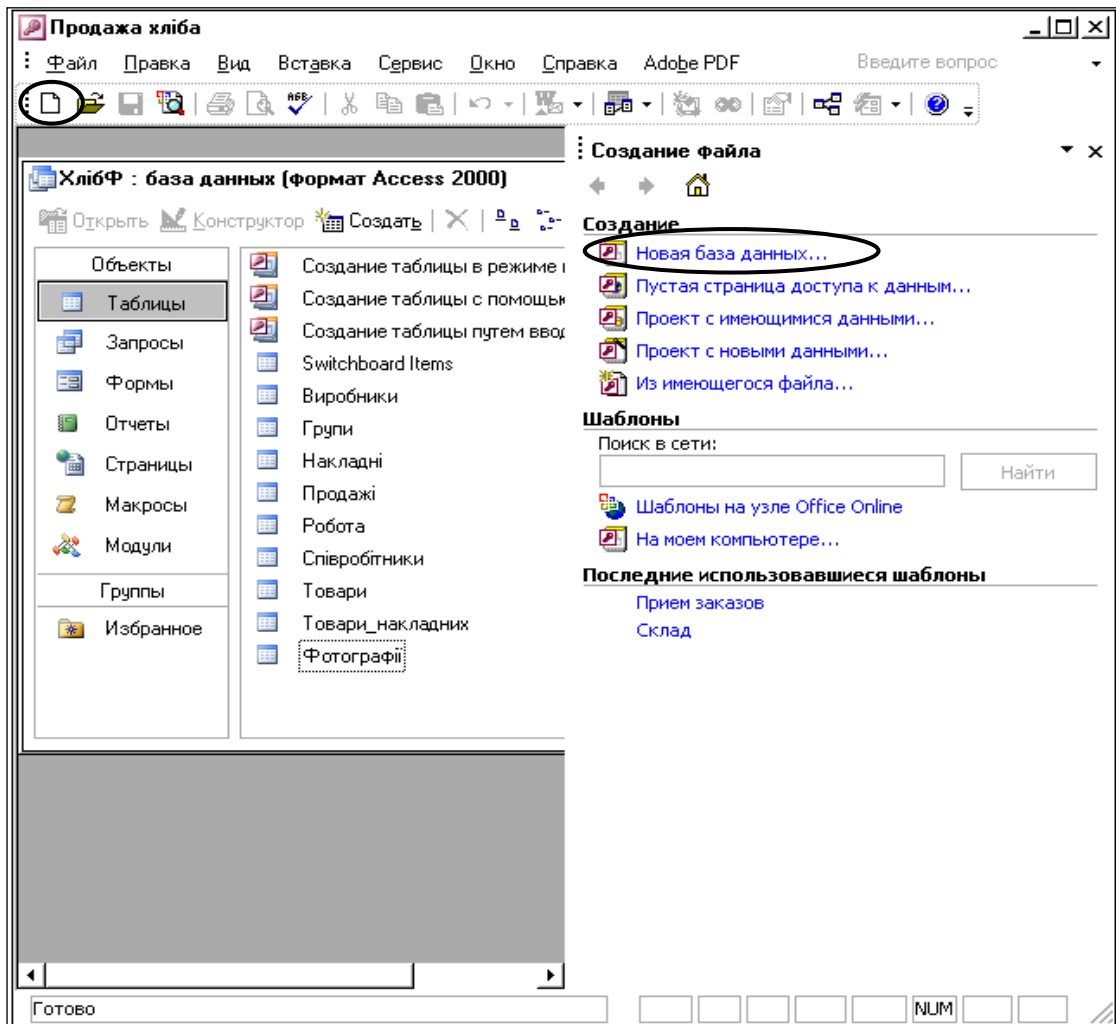 Продажа хліба
Файл Правка Вид Вставка Сервис Окно Справка Adobe PDF Введите вопрос
ХлібФ : база данных (формат Access 2000)
Открыть Конструктор Создать
Объекты
Таблицы
Запросы
Формы
Отчеты
Страницы
Макросы
Модули
Группы
Избранное
Создание таблицы в режиме
Создание таблицы с помощью
Создание таблицы путем ввод
Switchboard Items
Виробники
Групи
Накладні
Продажі
Робота
Співробітники
Товари
Товари_накладних
Фотографії
Создание файла
Создание
Новая база данных...
Пустая страница доступа к данным...
Проект с имеющимися данными...
Проект с новыми данными...
Из имеющегося файла...
Шаблоны
Поиск в сети:
Найти
Шаблоны на узле Office Online
На моем компьютере...
Последние использовавшиеся шаблоны
Прием заказов
Склад
Готово
NUM